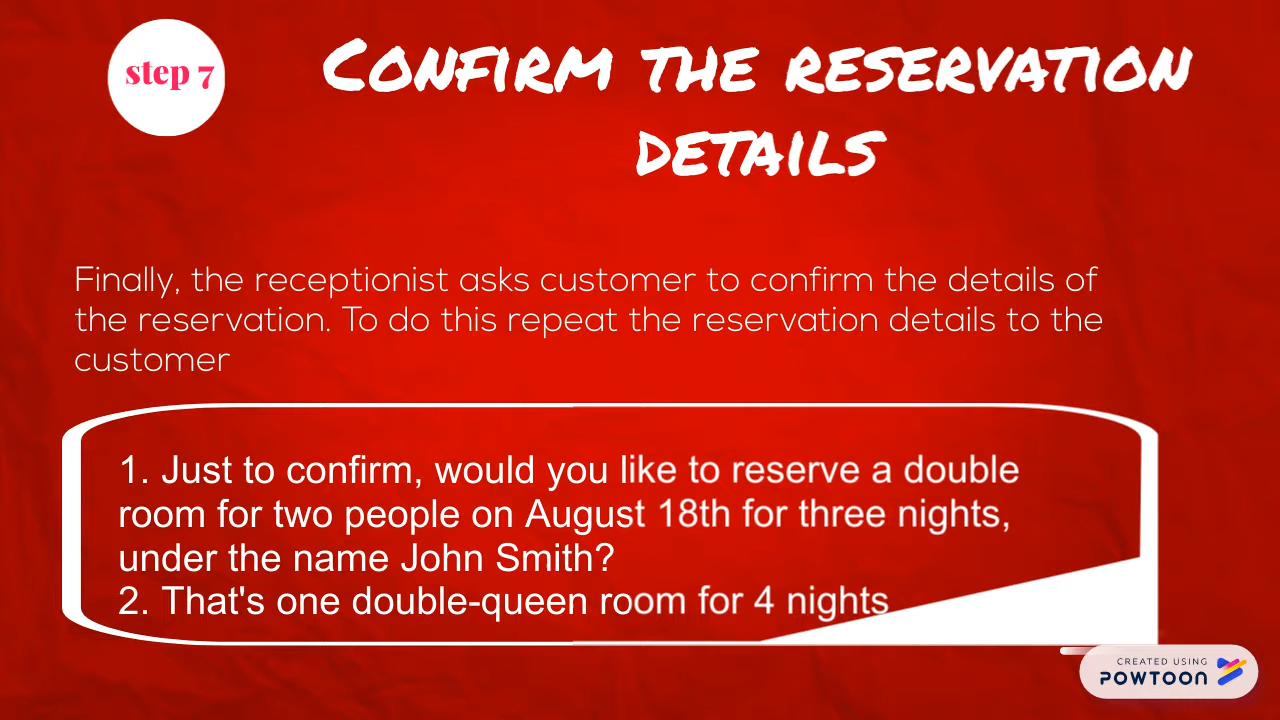 step 7
Confirm the reservation
details
Finally, the receptionist asks customer to confirm the details of
the reservation. To do this repeat the reservation details to the
customer
1. Just to confirm, would you like to reserve a double
room for two people on August 18th for three nights,
under the name John Smith?
2. That's one double-queen room for 4 nights
CREATED USING
POWTOON